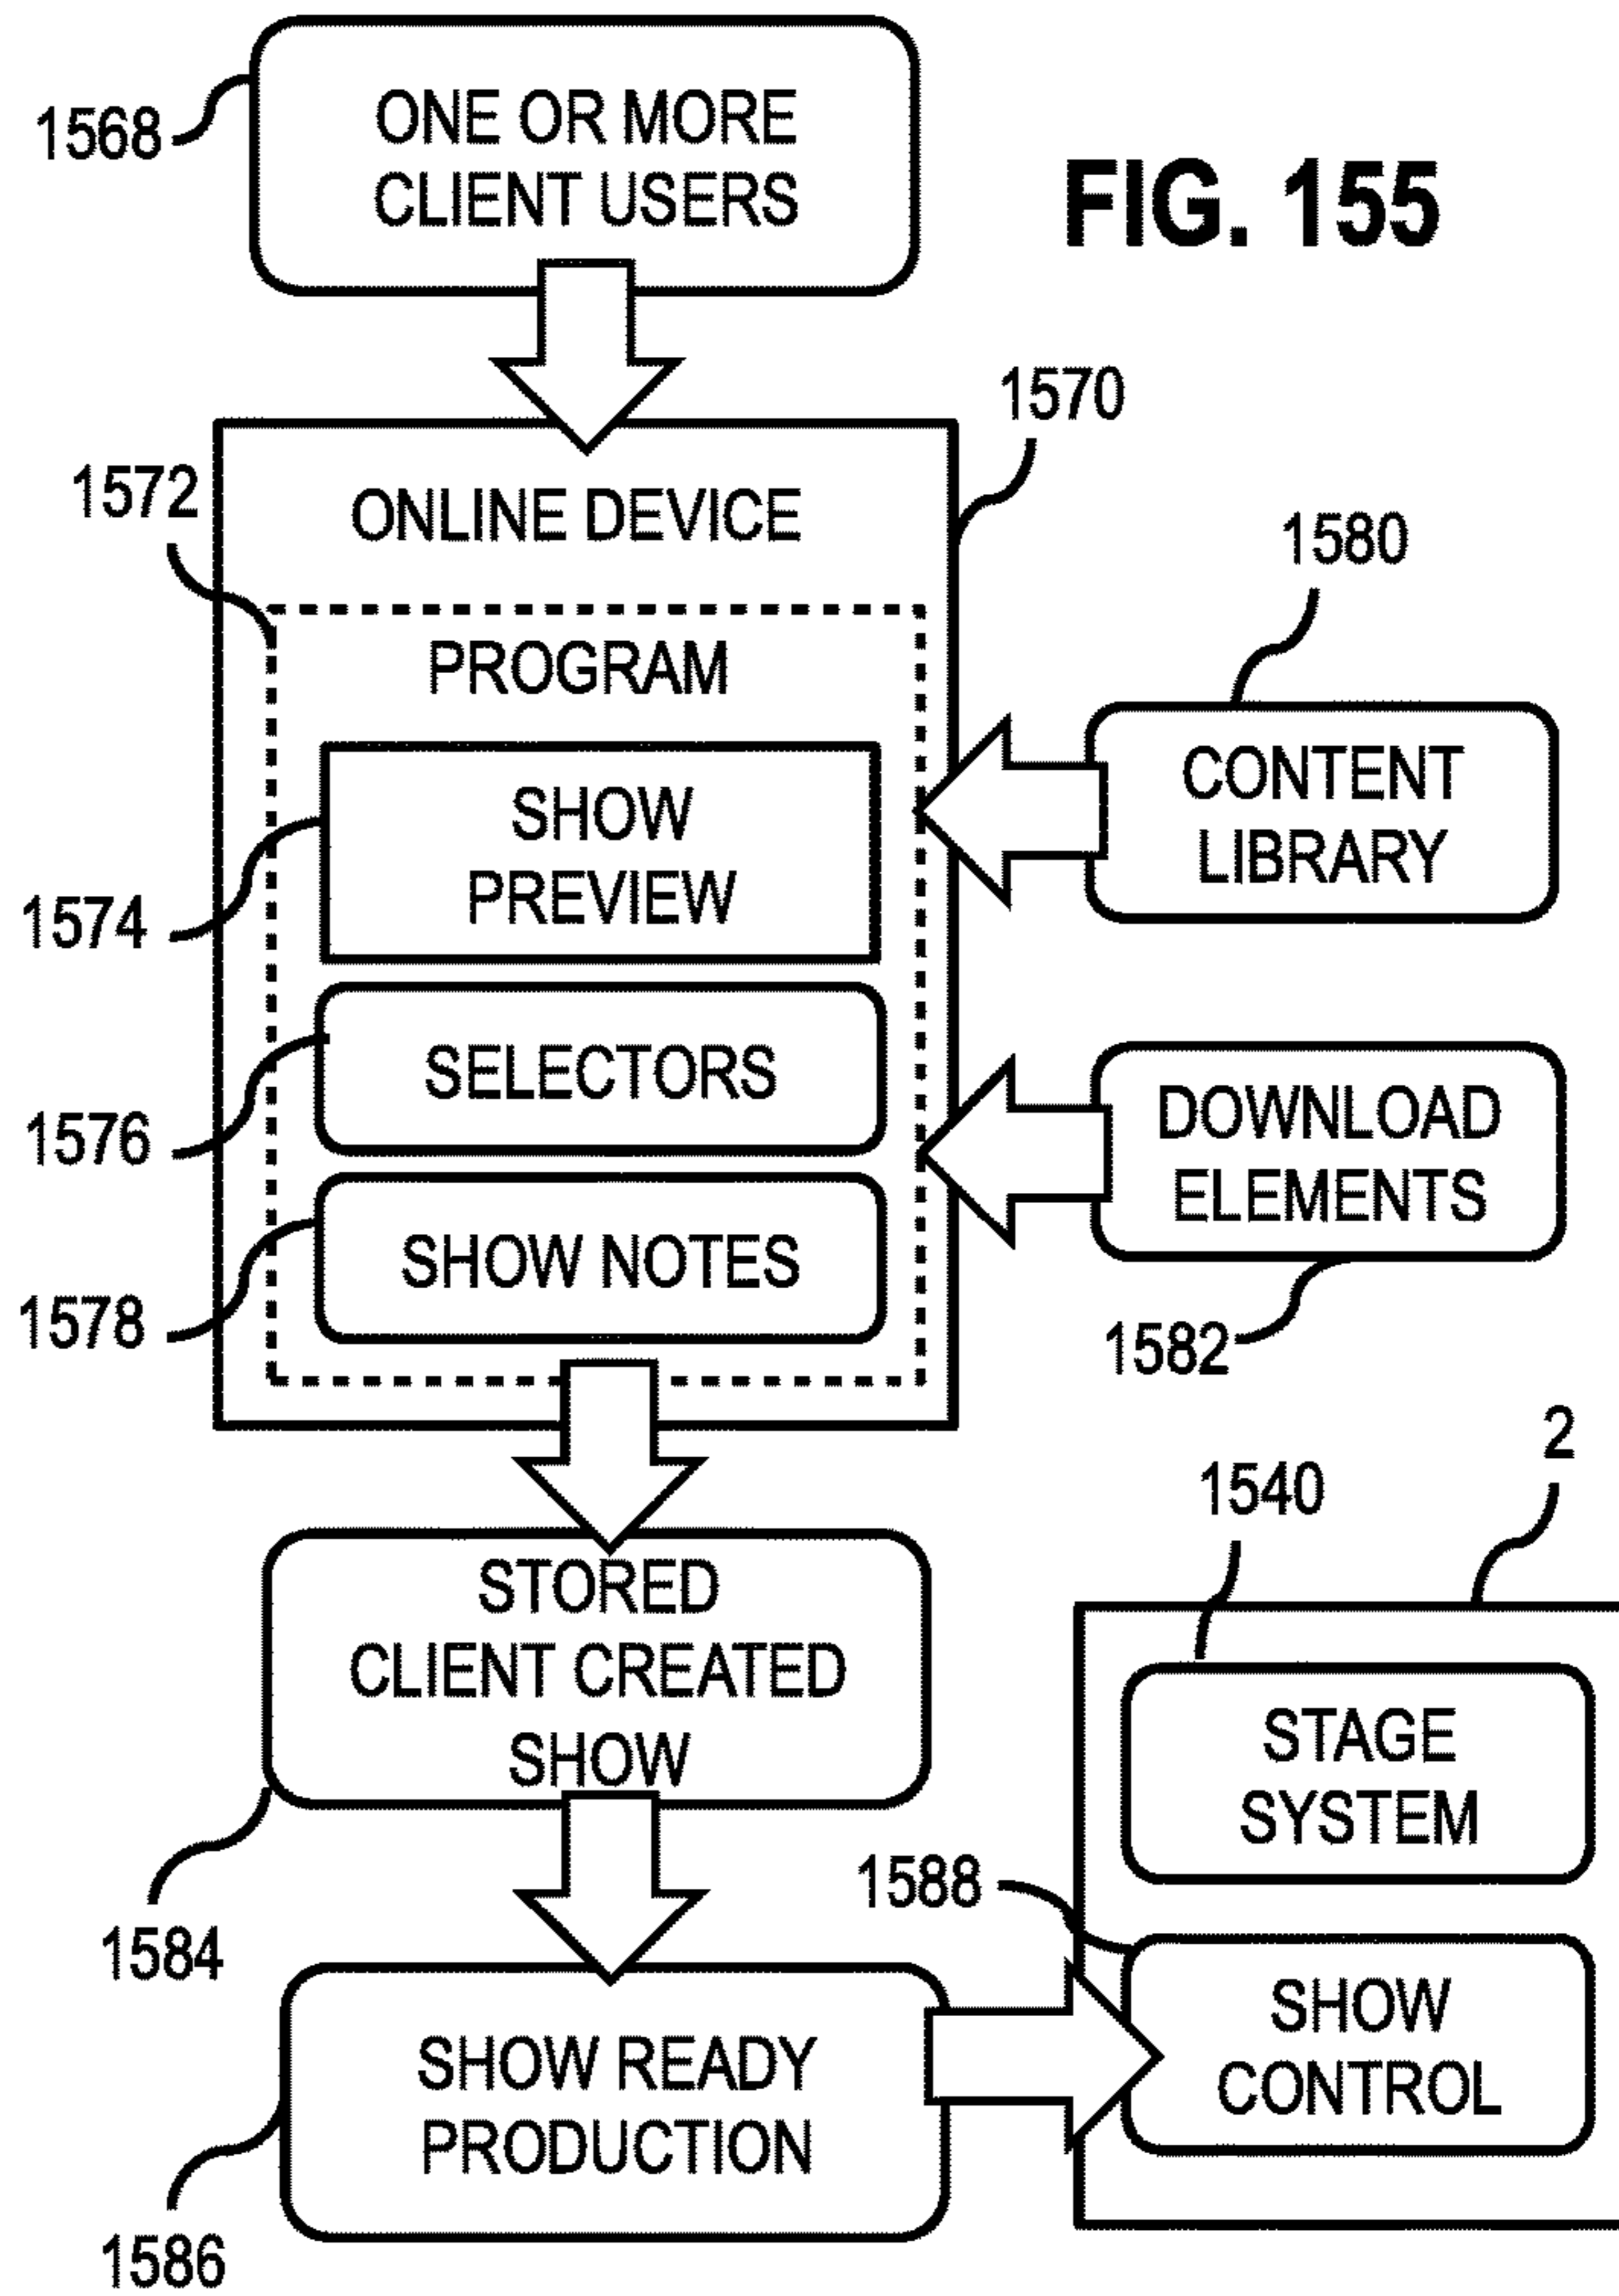 1568
ONE OR MORE
CLIENT USERS
FIG. 155
1570
1572
ONLINE DEVICE
1580
PROGRAM
SHOW
PREVIEW
1574
CONTENT
LIBRARY
SELECTORS
1576
DOWNLOAD
ELEMENTS
SHOW NOTES
1578
1582
2
1540
STORED
CLIENT CREATED
SHOW
1584
STAGE
SYSTEM
1588
SHOW
CONTROL
SHOW READY
PRODUCTION
1586